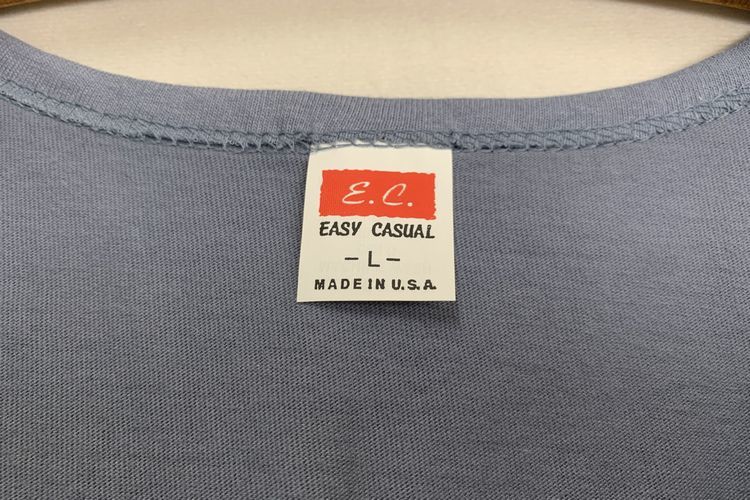 E.C.
EASY CASUAL
- L -
MADE IN U.S.A.